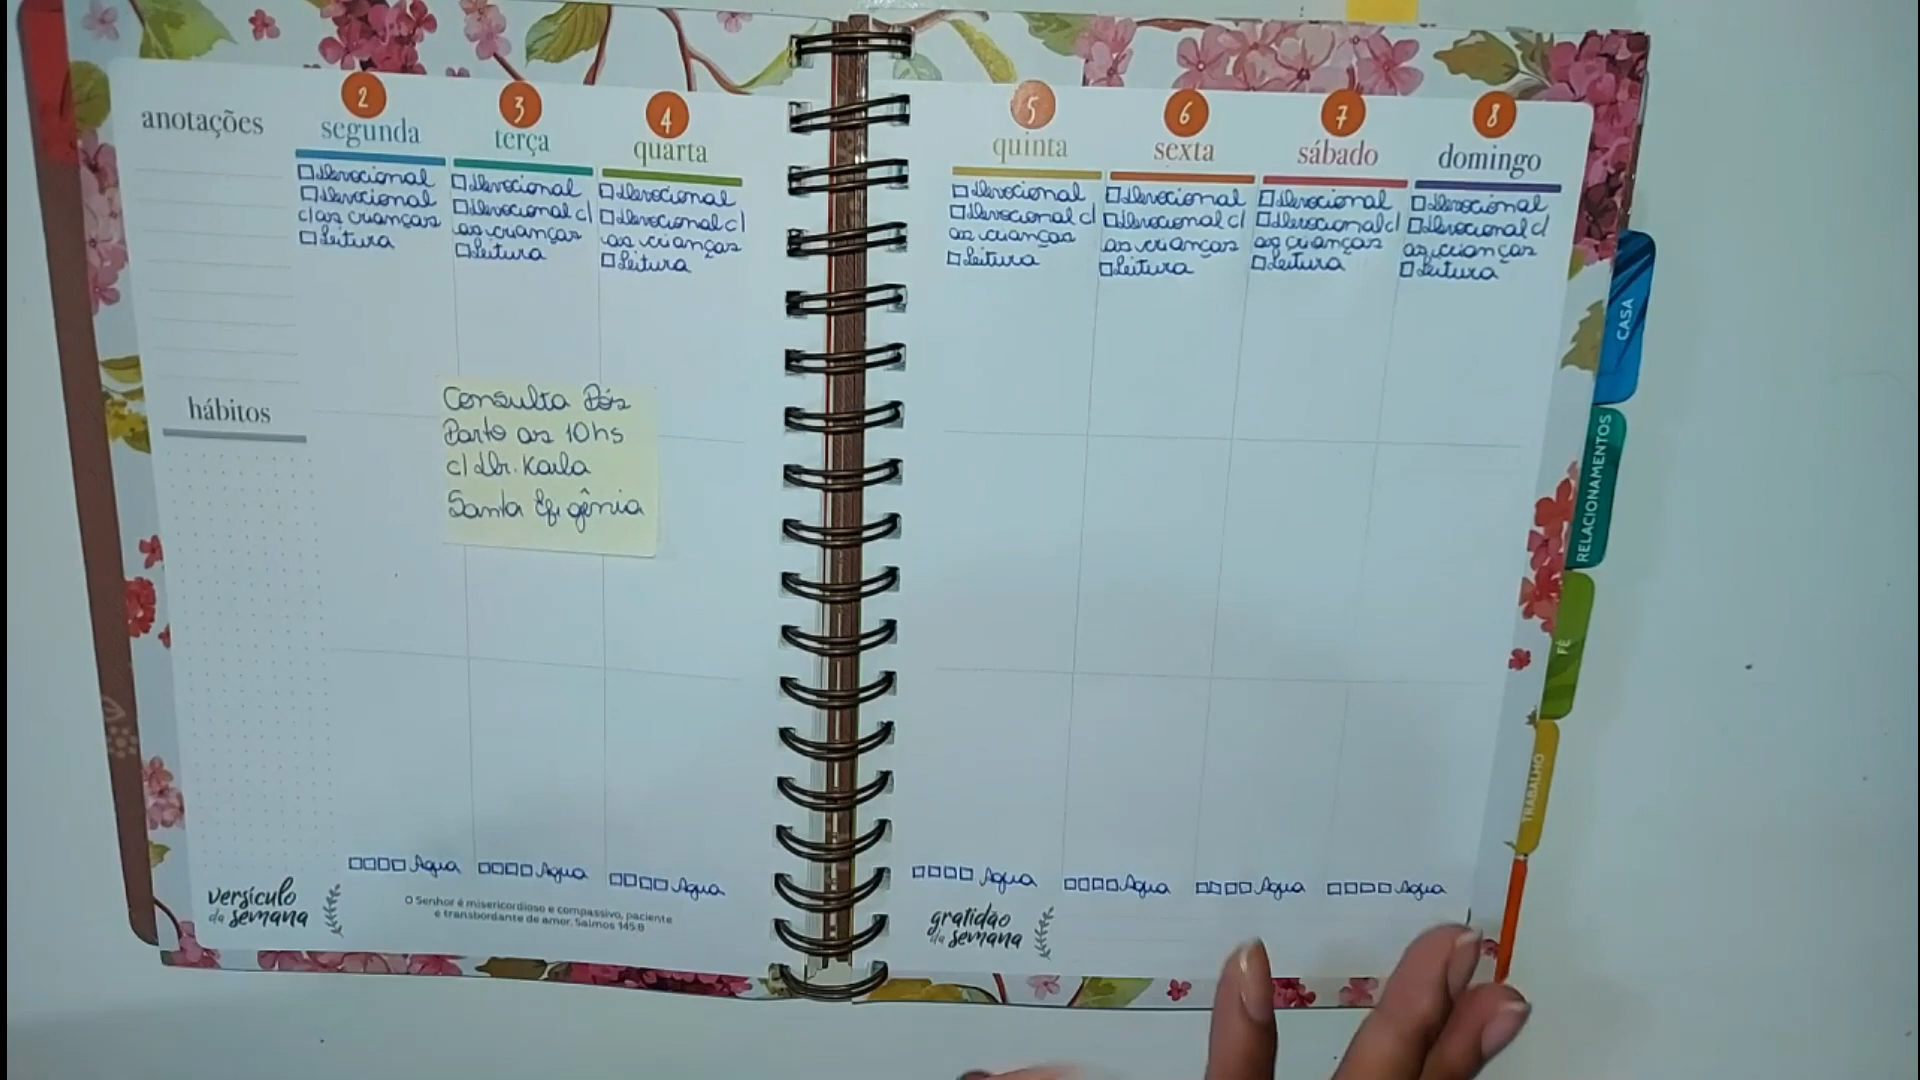 anotações
hábitos
2
segunda
☐ Devocional
☐ Devocional
c/ as crianças
☐ Leitura
☐☐☐☐ Água
3
terça
☐ Devocional
☐ Devocional c/
as crianças
☐ Leitura
☐☐☐☐ Água
4
quarta
☐ Devocional
☐ Devocional c/
as crianças
☐ Leitura
☐☐☐☐ Água
Consulta Pós
Parto as 10hs
c/ Dr. Karla
Santa Efigênia
versículo
da semana
O Senhor é misericordioso e compassivo, paciente
e transbordante de amor. Salmos 145:8
5
quinta
☐ Devocional
☐ Devocional c/
as crianças
☐ Leitura
☐☐☐☐ Água
6
sexta
☐ Devocional
☐ Devocional c/
as crianças
☐ Leitura
☐☐☐☐ Água
7
sábado
☐ Devocional
☐ Devocional c/
as crianças
☐ Leitura
☐☐☐☐ Água
8
domingo
☐ Devocional
☐ Devocional c/
as crianças
☐ Leitura
☐☐☐☐ Água
gratidão
da semana
CASA
RELACIONAMENTOS
FÉ
TRABALHO